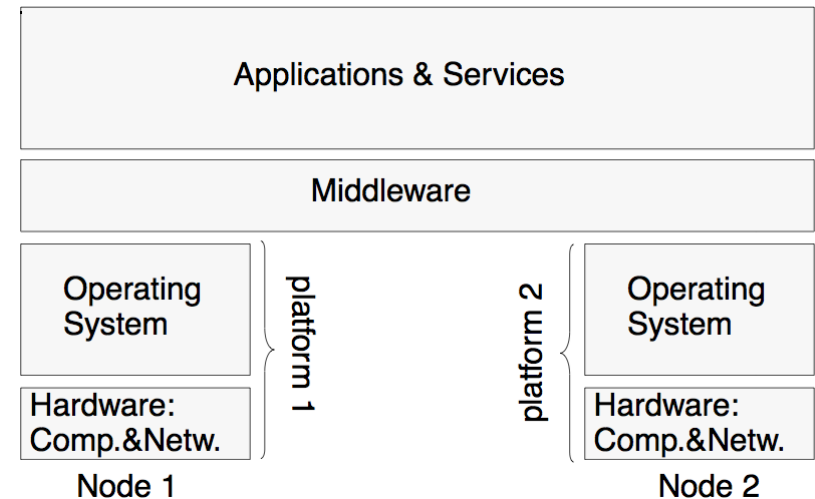 Applications & Services
Middleware
Operating
System
platform 1
platform 2
Operating
System
Hardware:
Comp.&Netw.
Hardware:
Comp.&Netw.
Node 1
Node 2